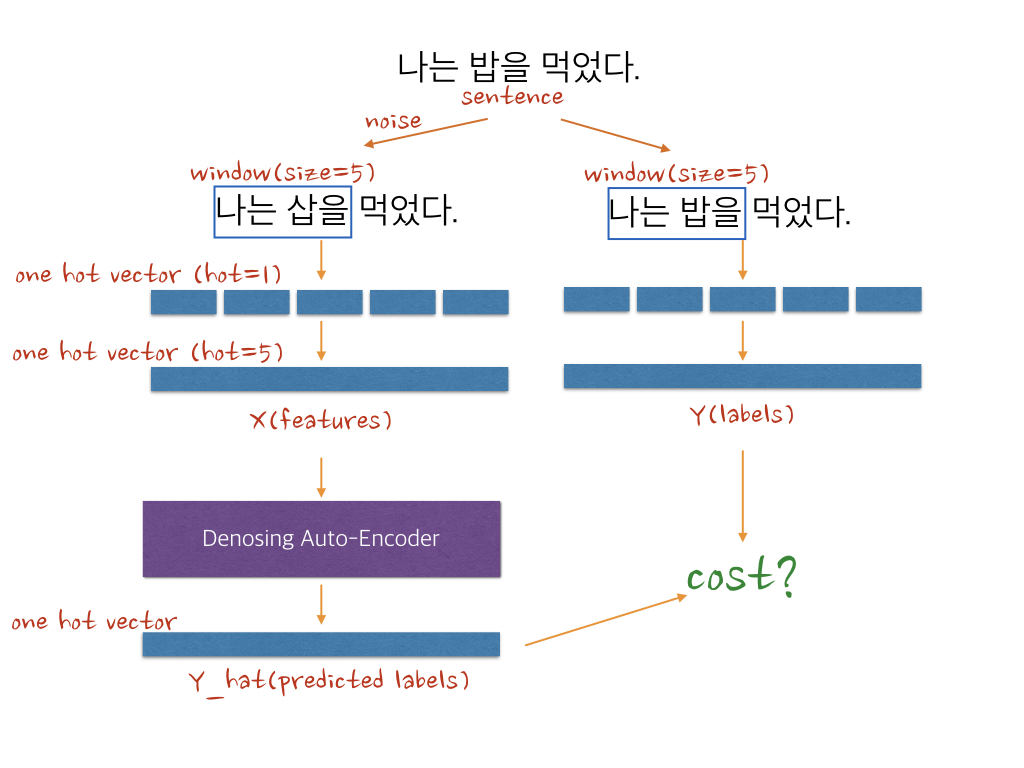 나는 밥을 먹었다.
sentence
noise
window(size=5)
나는 삽을 먹었다.
window(size=5)
나는 밥을 먹었다.
one hot vector (hot=1)
one hot vector (hot=5)
X(features)
Y(labels)
Denosing Auto-Encoder
cost?
one hot vector
Y_hat(predicted labels)